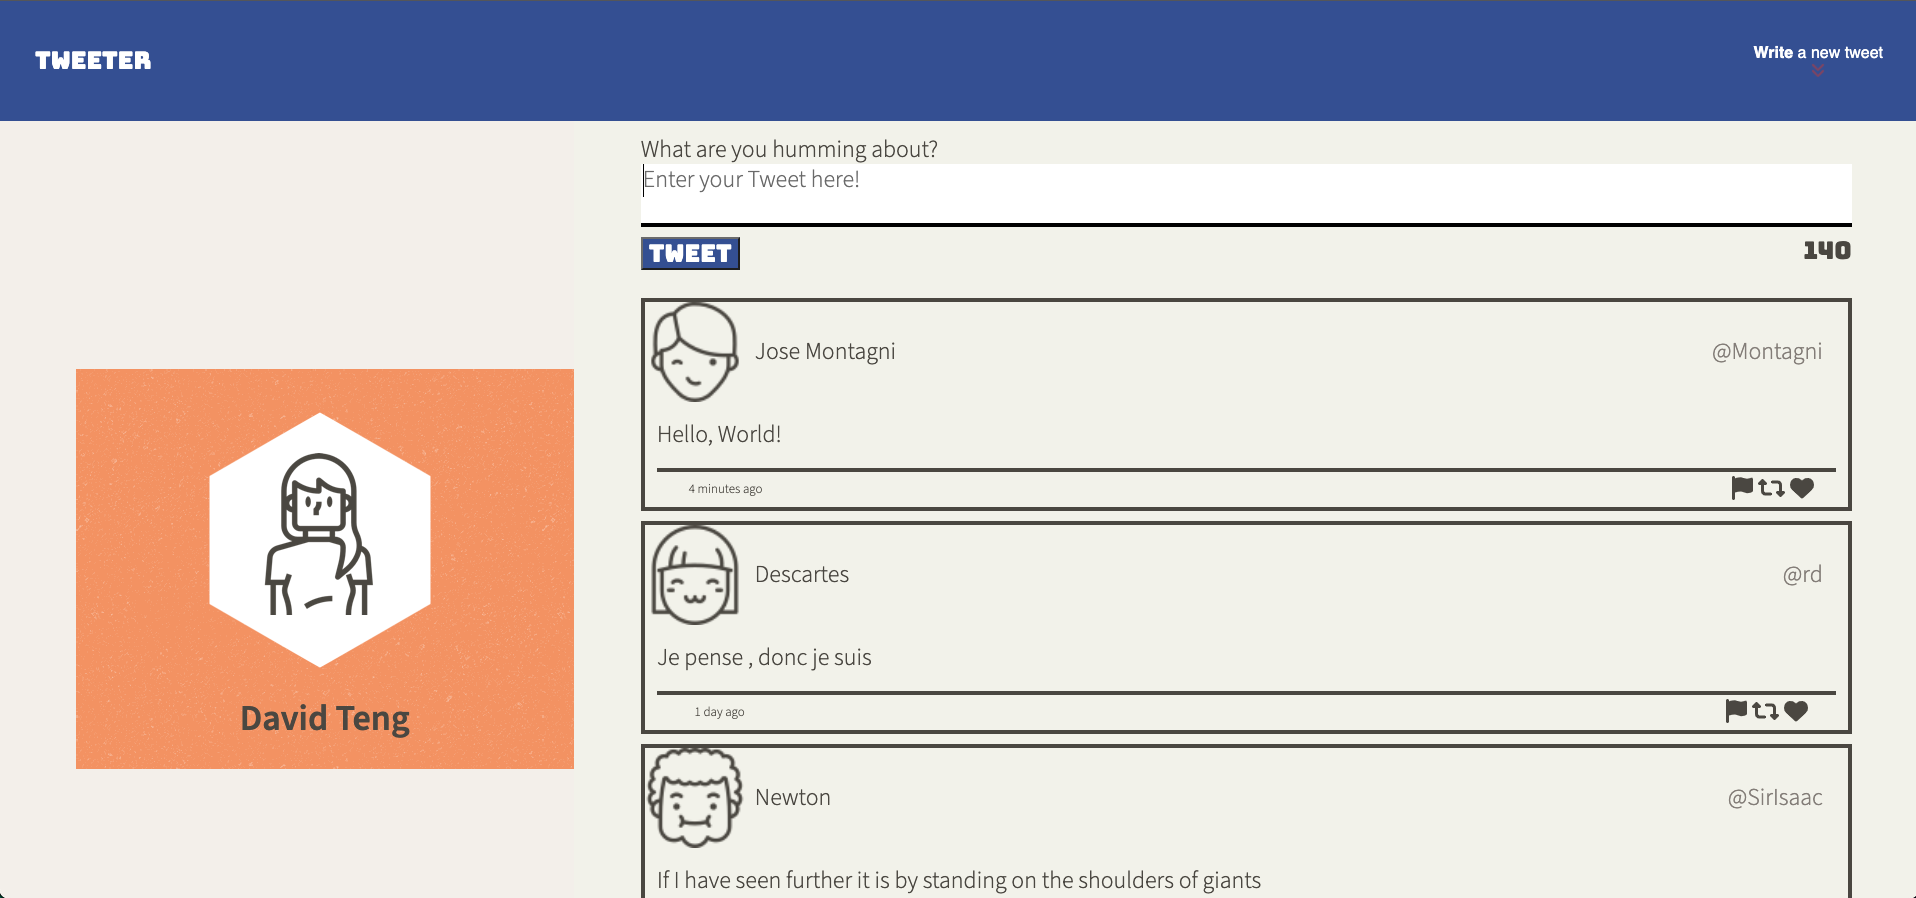 TWEETER
Write a new tweet
What are you humming about?
Enter your Tweet here!
TWEET
140
David Teng
Jose Montagni
@Montagni
Hello, World!
4 minutes ago
Descartes
@rd
Je pense , donc je suis
1 day ago
Newton
@SirIsaac
If I have seen further it is by standing on the shoulders of giants